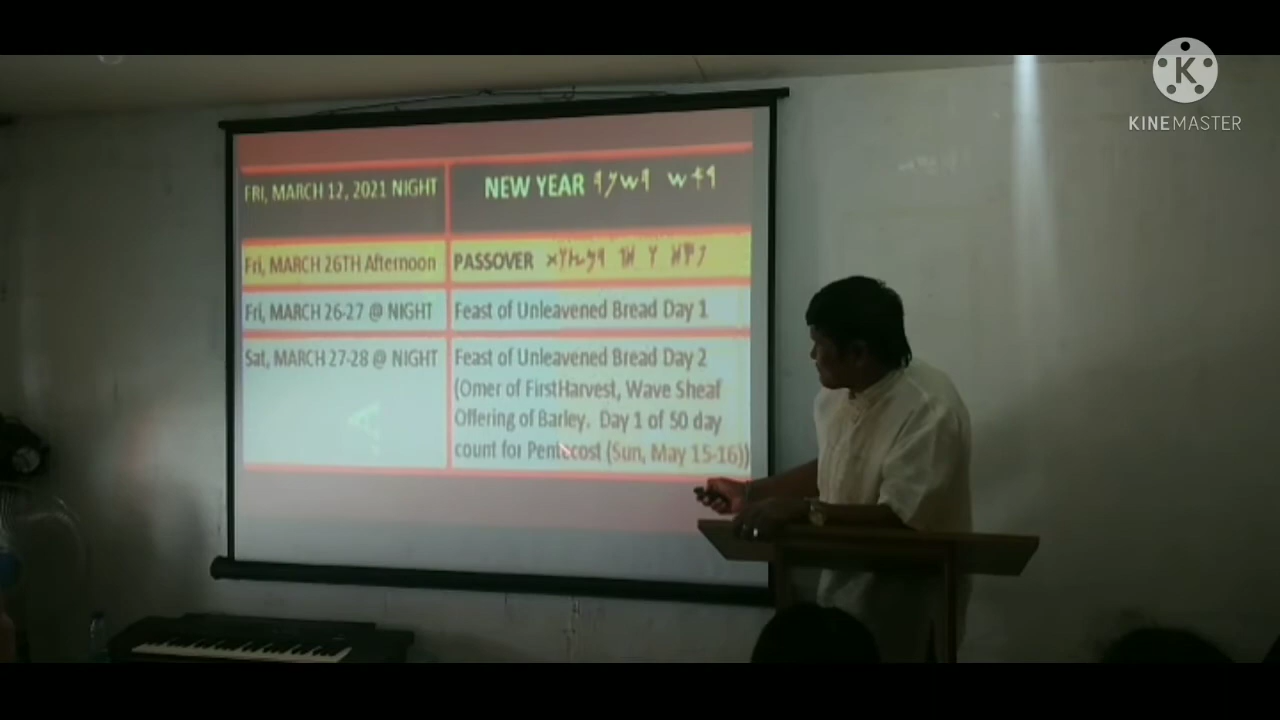 KINEMASTER
FRI, MARCH 12, 2021 NIGHT
NEW YEAR
Fri, MARCH 26TH Afternoon
PASSOVER
Fri, MARCH 26-27 @ NIGHT
Feast of Unleavened Bread Day 1
Sat, MARCH 27-28 @ NIGHT
Feast of Unleavened Bread Day 2
(Omer of FirstHarvest, Wave Sheaf
Offering of Barley. Day 1 of 50 day
count for Pentecost (Sun, May 15-16))